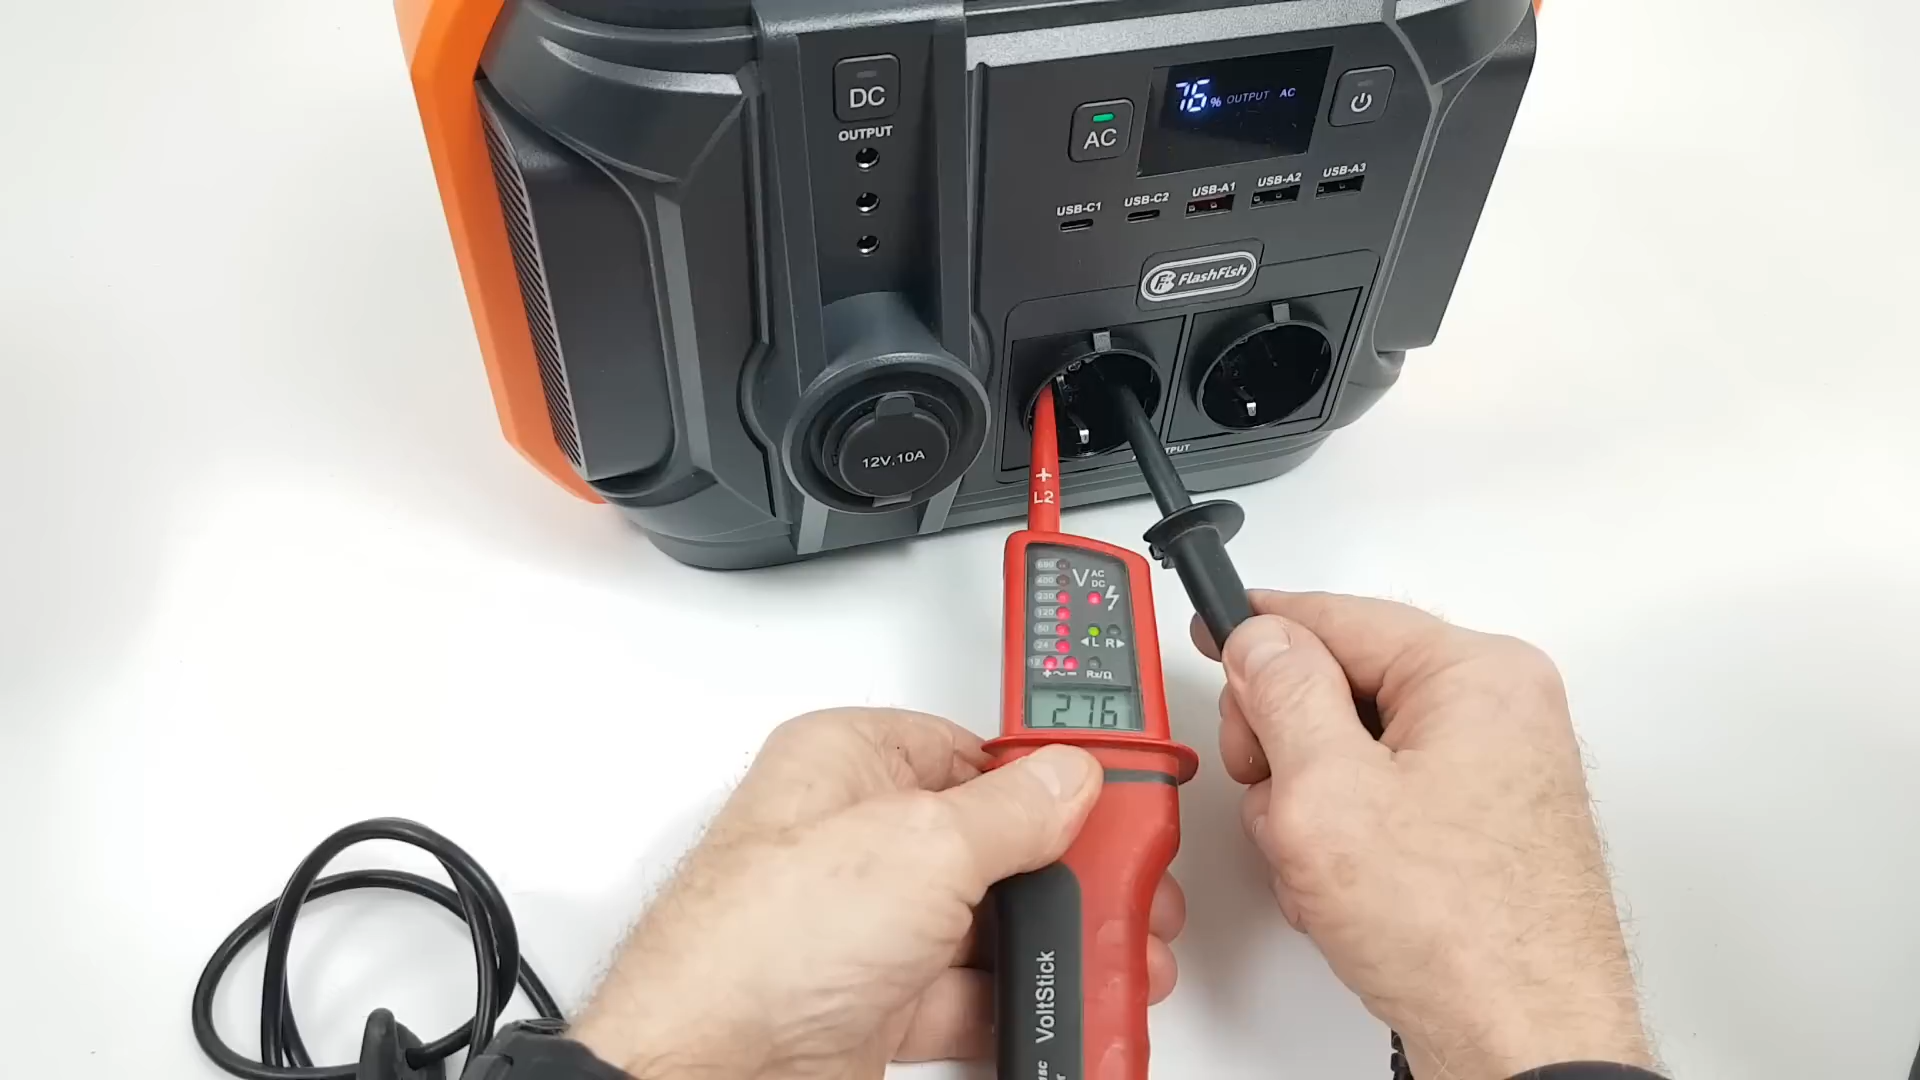 DC
OUTPUT
AC
76% OUTPUT AC
USB-C1
USB-C2
USB-A1
USB-A2
USB-A3
FlashFish
12V,10A
+
L2
690
400
230
120
50
24
12
V AC DC
◀L R▶
+~- Rx/Ω
276
VoltStick